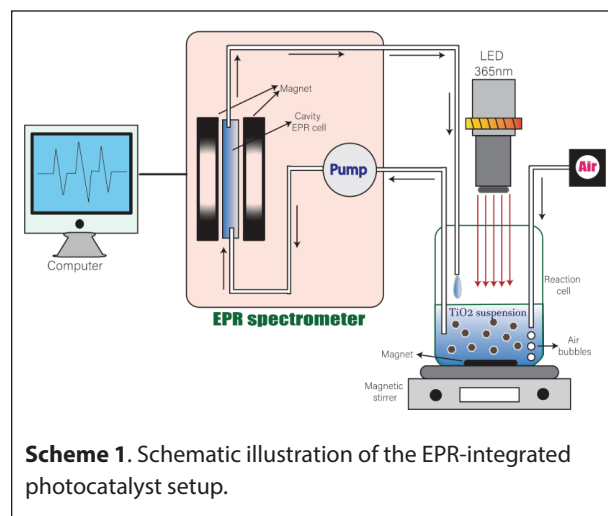 LED
365nm
Magnet
Cavity
EPR cell
Pump
Air
Computer
EPR spectrometer
Reaction
cell
TiO2 suspension
Air
bubbles
Magnet
Magnetic
stirrer
Scheme 1. Schematic illustration of the EPR-integrated
photocatalyst setup.